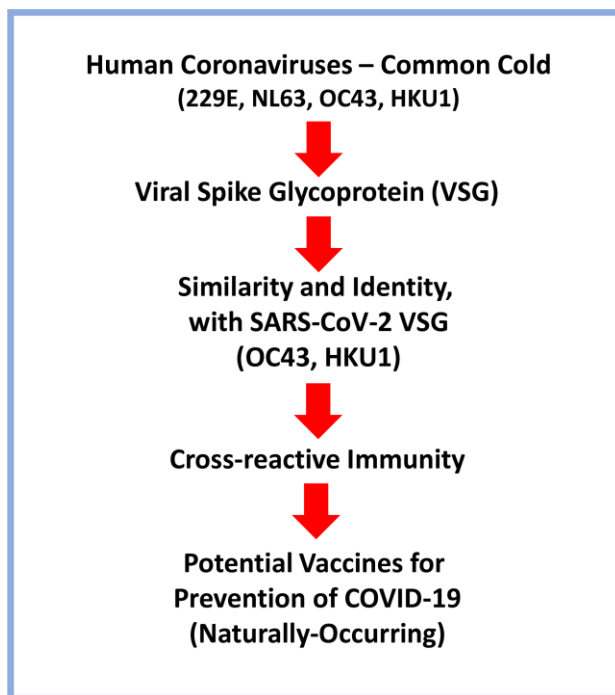 Human Coronaviruses – Common Cold
(229E, NL63, OC43, HKU1)
Viral Spike Glycoprotein (VSG)
Similarity and Identity,
with SARS-CoV-2 VSG
(OC43, HKU1)
Cross-reactive Immunity
Potential Vaccines for
Prevention of COVID-19
(Naturally-Occurring)